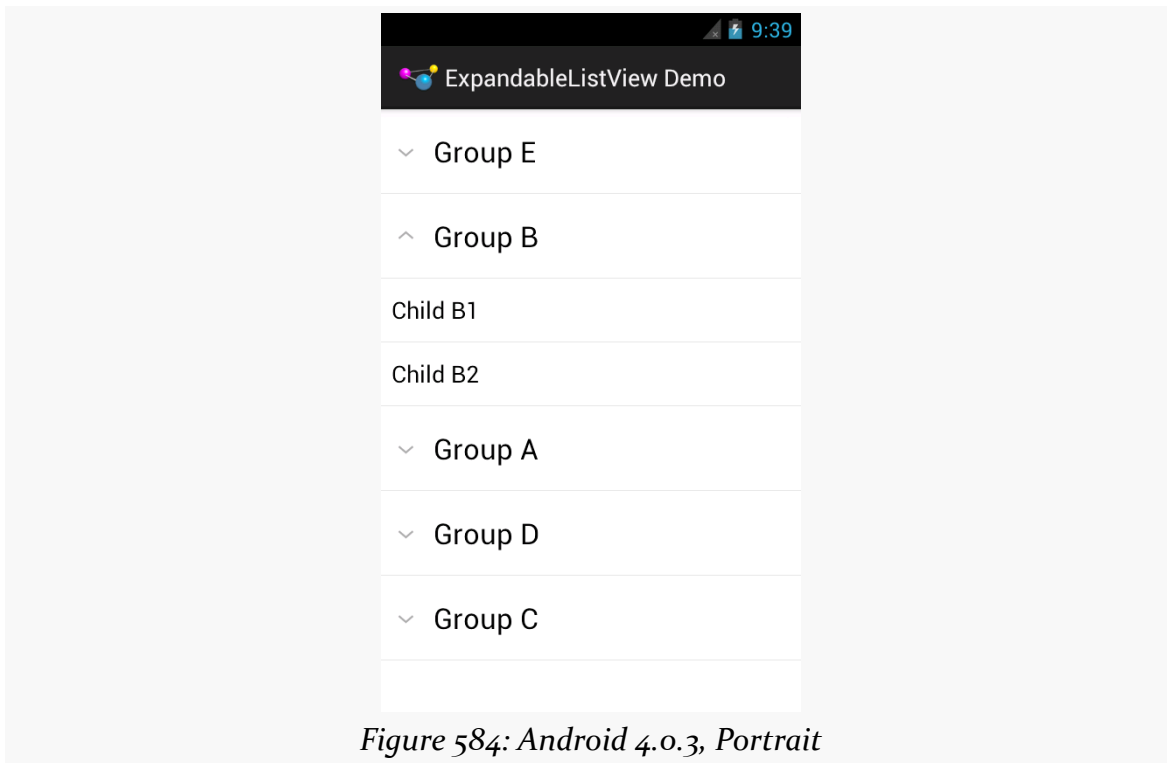 9:39
ExpandableListView Demo
Group E
Group B
Child B1
Child B2
Group A
Group D
Group C
Figure 584: Android 4.0.3, Portrait